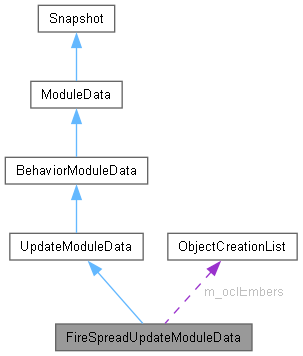 Snapshot
ModuleData
BehaviorModuleData
UpdateModuleData
ObjectCreationList
m_oclEmbers
FireSpreadUpdateModuleData